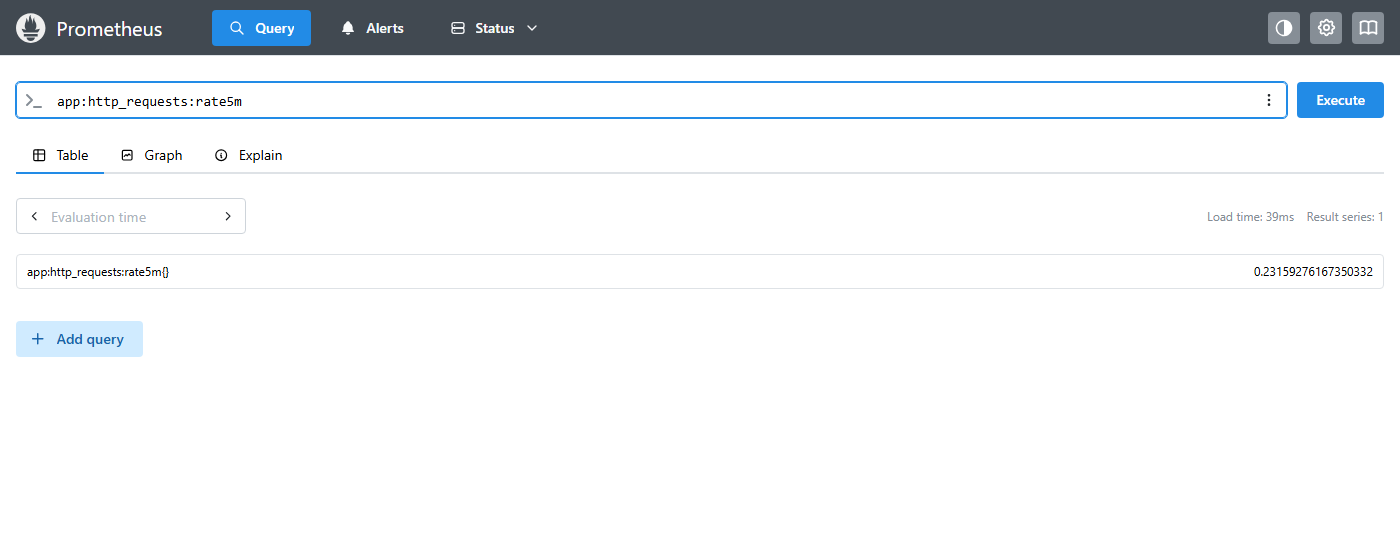 Prometheus Query Alerts Status
app:http_requests:rate5m Execute
Table Graph Explain
Evaluation time Load time: 39ms Result series: 1
app:http_requests:rate5m{} 0.23159276167350332
Add query